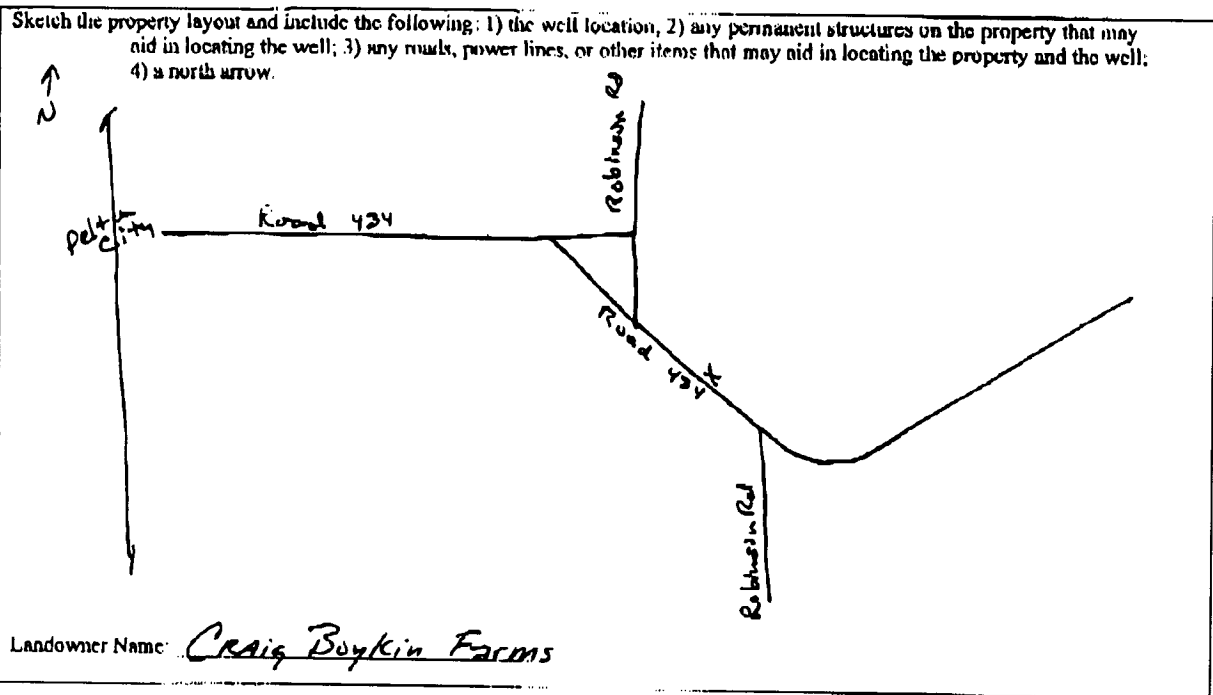 Sketch the property layout and include the following: 1) the well location, 2) any permanent structures on the property that may
aid in locating the well; 3) any roads, power lines, or other items that may aid in locating the property and the well;
4) a north arrow.
N
Robinson Rd
Road 434
Pelt
City
Road 434
Robinson Rd
Landowner Name: Craig Boykin Farms